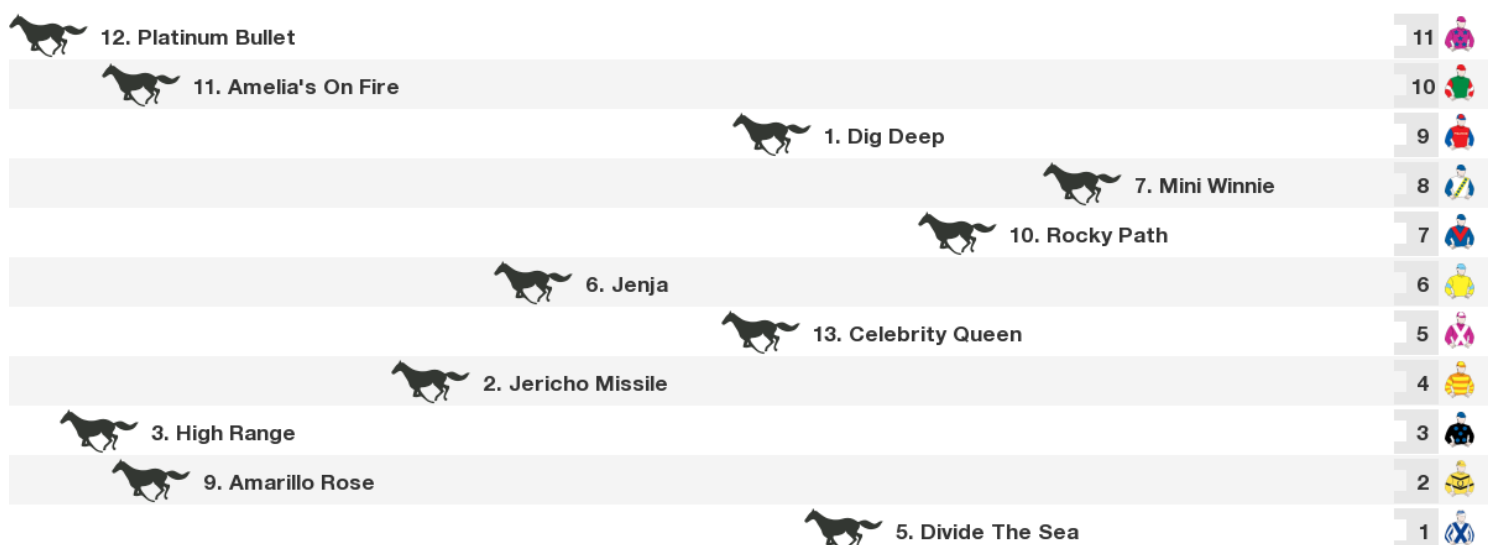 12. Platinum Bullet 11
11. Amelia's On Fire 10
1. Dig Deep 9
7. Mini Winnie 8
10. Rocky Path 7
6. Jenja 6
13. Celebrity Queen 5
2. Jericho Missile 4
3. High Range 3
9. Amarillo Rose 2
5. Divide The Sea 1